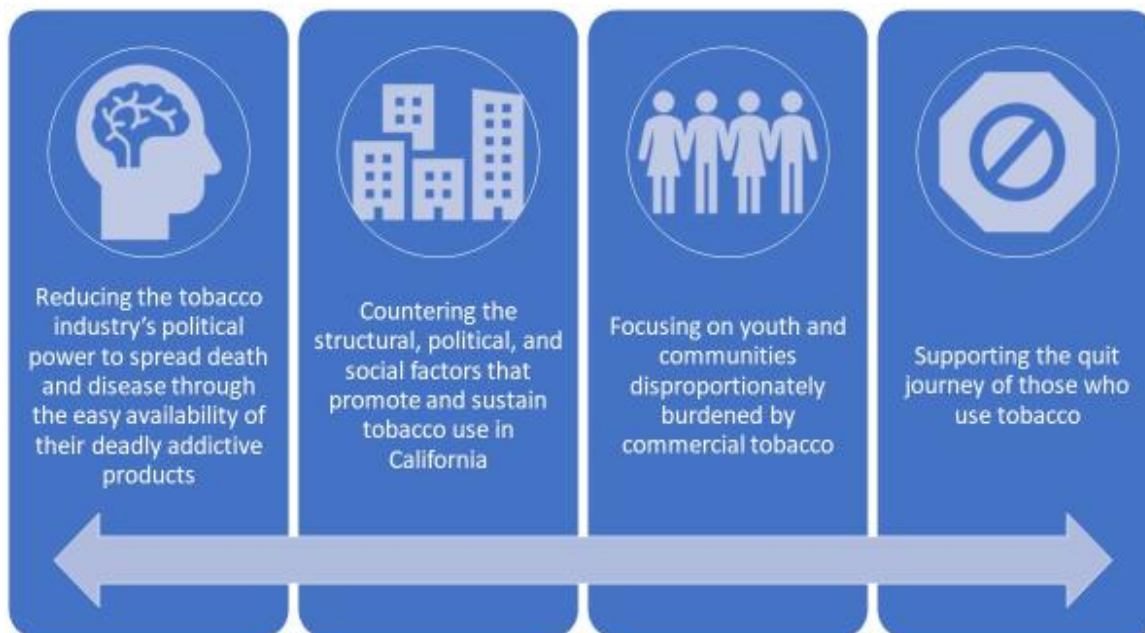 Reducing the tobacco
industry's political
power to spread death
and disease through
the easy availability of
their deadly addictive
products
Countering the
structural, political, and
social factors that
promote and sustain
tobacco use in
California
Focusing on youth and
communities
disproportionately
burdened by
commercial tobacco
Supporting the quit
journey of those who
use tobacco